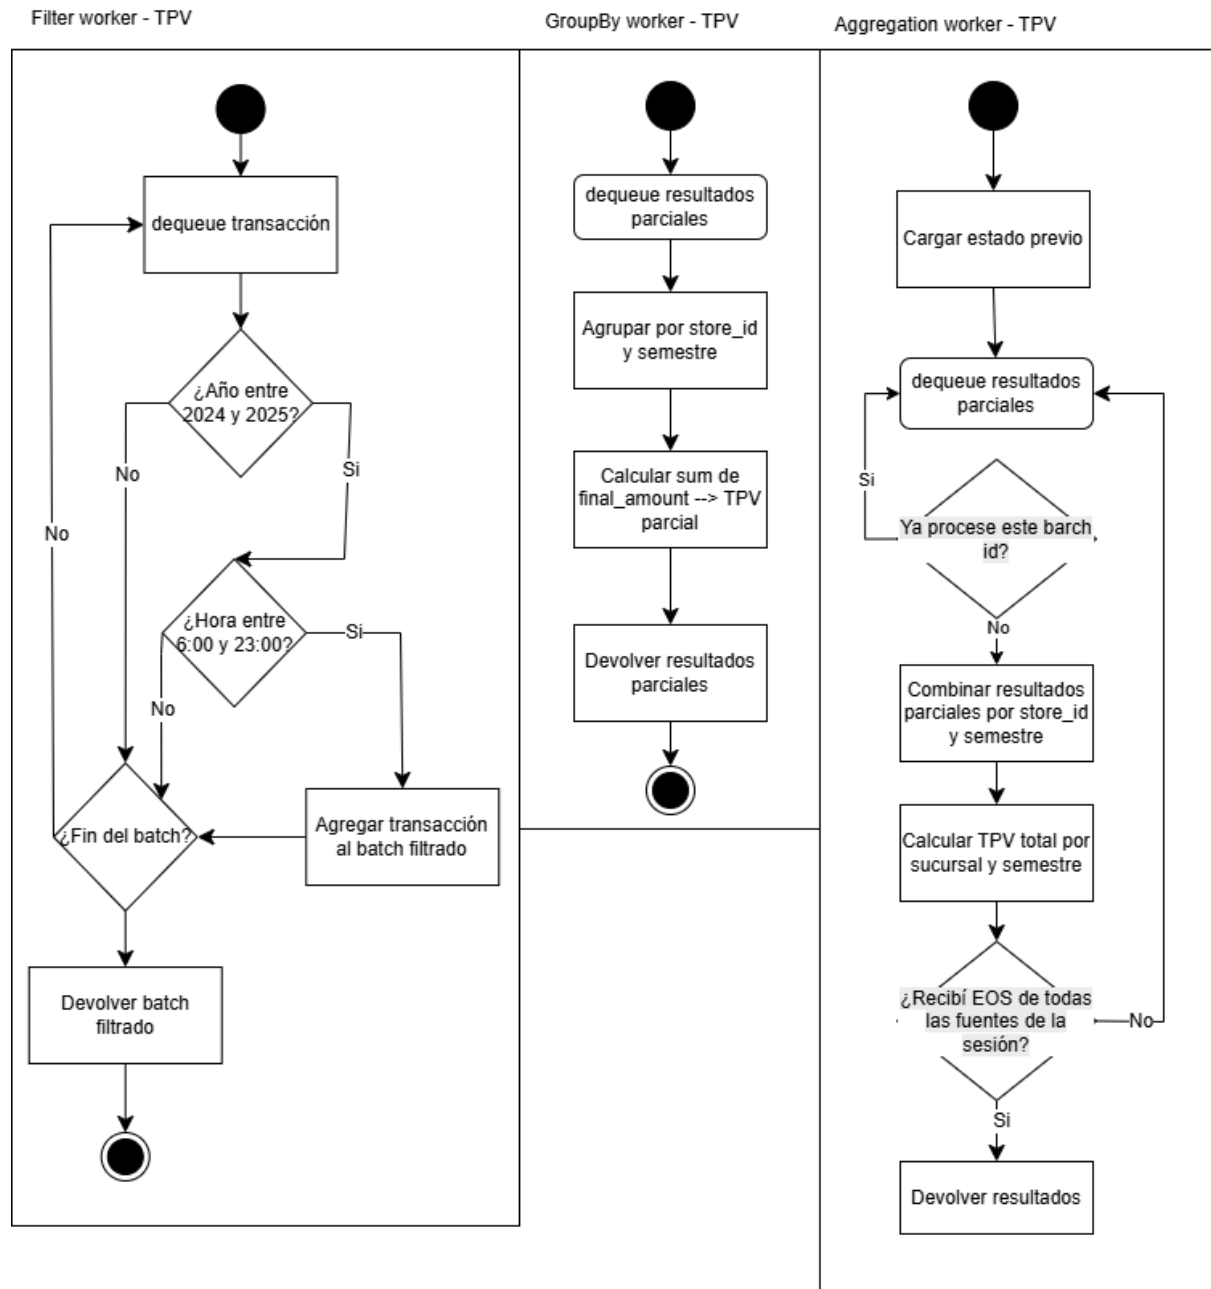 Filter worker - TPV
GroupBy worker - TPV
Aggregation worker - TPV
dequeue transacción
¿Año entre
2024 y 2025?
No
Si
No
¿Hora entre
6:00 y 23:00?
Si
No
¿Fin del batch?
Agregar transacción
al batch filtrado
Devolver batch
filtrado
dequeue resultados
parciales
Agrupar por store_id
y semestre
Calcular sum de
final_amount --> TPV
parcial
Devolver resultados
parciales
Cargar estado previo
dequeue resultados
parciales
Si
Ya procese este barch
id?
No
Combinar resultados
parciales por store_id
y semestre
Calcular TPV total por
sucursal y semestre
¿Recibí EOS de todas
las fuentes de la
sesión?
No
Si
Devolver resultados